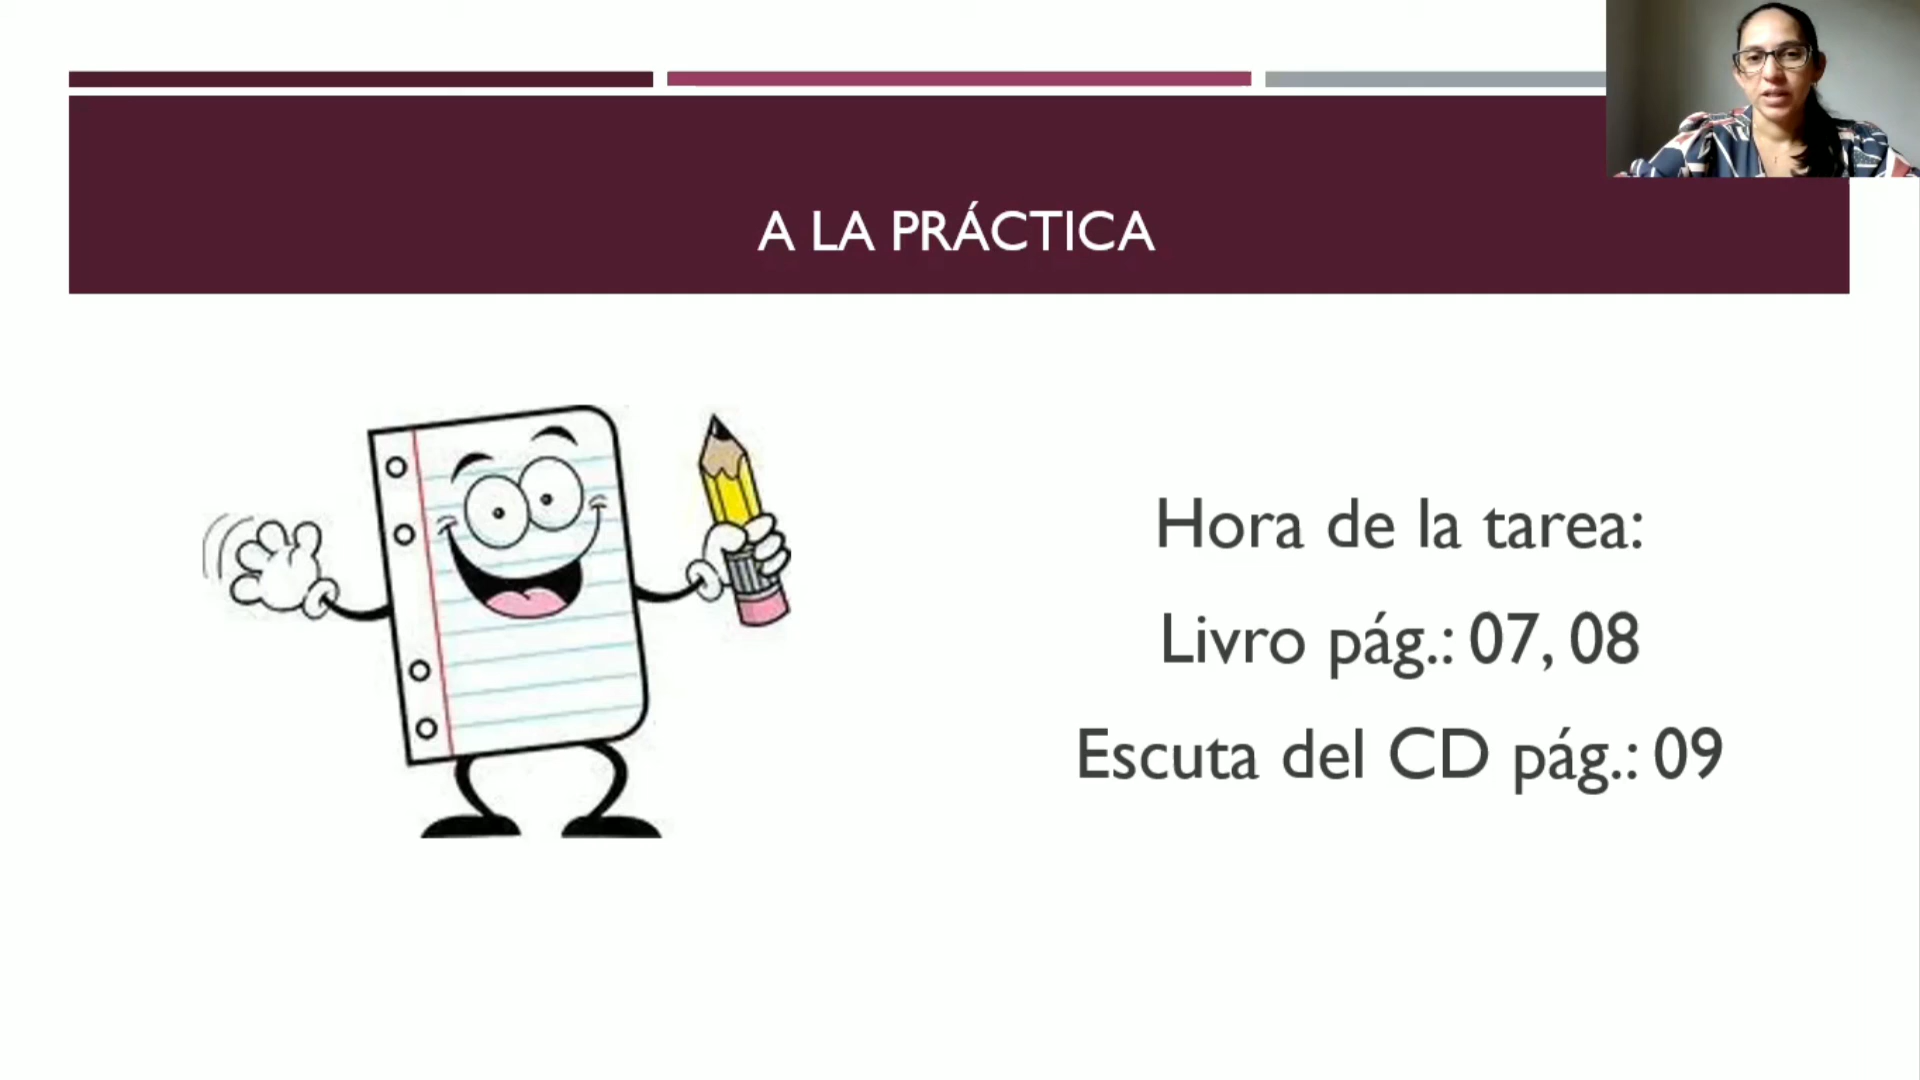 A LA PRÁCTICA
Hora de la tarea:
Livro pág.: 07, 08
Escuta del CD pág.: 09